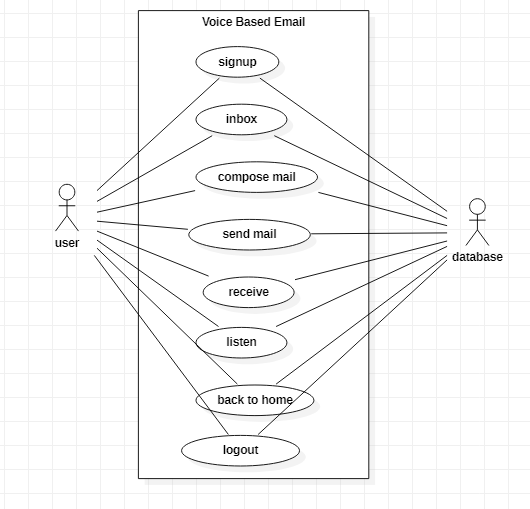 Voice Based Email
signup
inbox
compose mail
send mail
user
database
receive
listen
back to home
logout